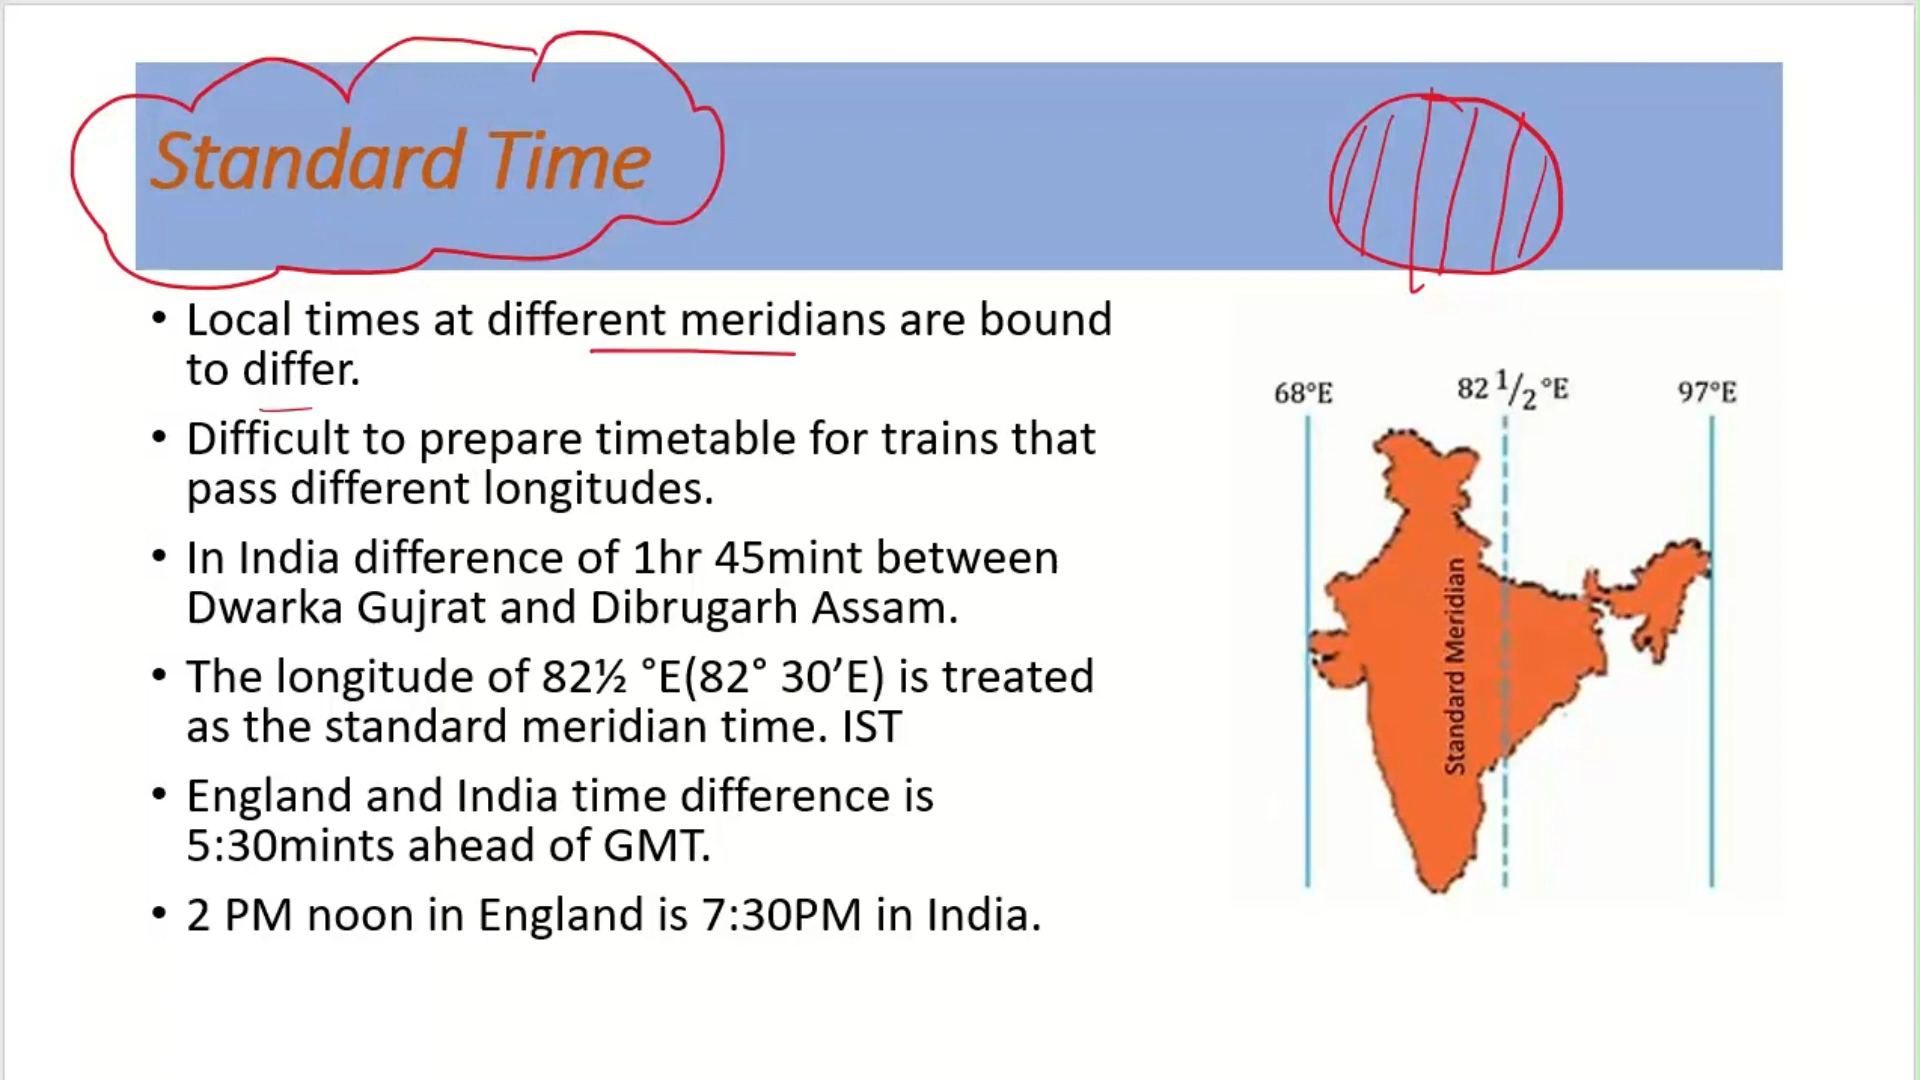 Standard Time
• Local times at different meridians are bound
to differ.
• Difficult to prepare timetable for trains that
pass different longitudes.
• In India difference of 1hr 45mint between
Dwarka Gujrat and Dibrugarh Assam.
• The longitude of 82½ °E(82° 30’E) is treated
as the standard meridian time. IST
• England and India time difference is
5:30mints ahead of GMT.
• 2 PM noon in England is 7:30PM in India.
68°E
82 1/2 °E
97°E
Standard Meridian